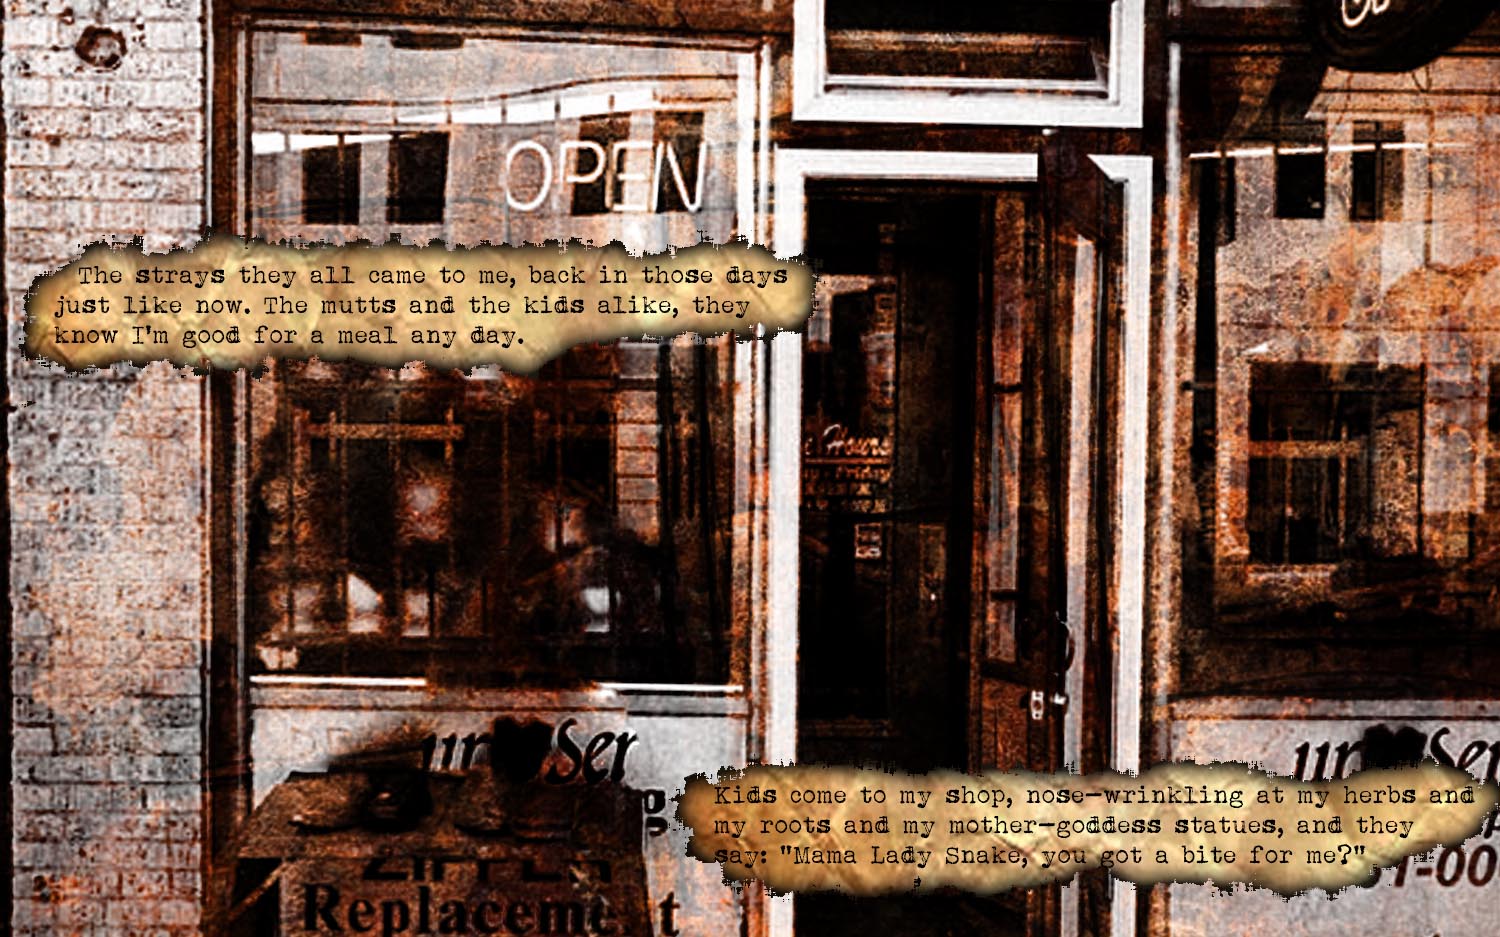 OPEN
The strays they all came to me, back in those days
just like now. The mutts and the kids alike, they
know I'm good for a meal any day.
Hours
ur Ser
ur Ser
g
Kids come to my shop, nose-wrinkling at my herbs and
my roots and my mother-goddess statues, and they
say: "Mama Lady Snake, you got a bite for me?"
1-00
Replacement